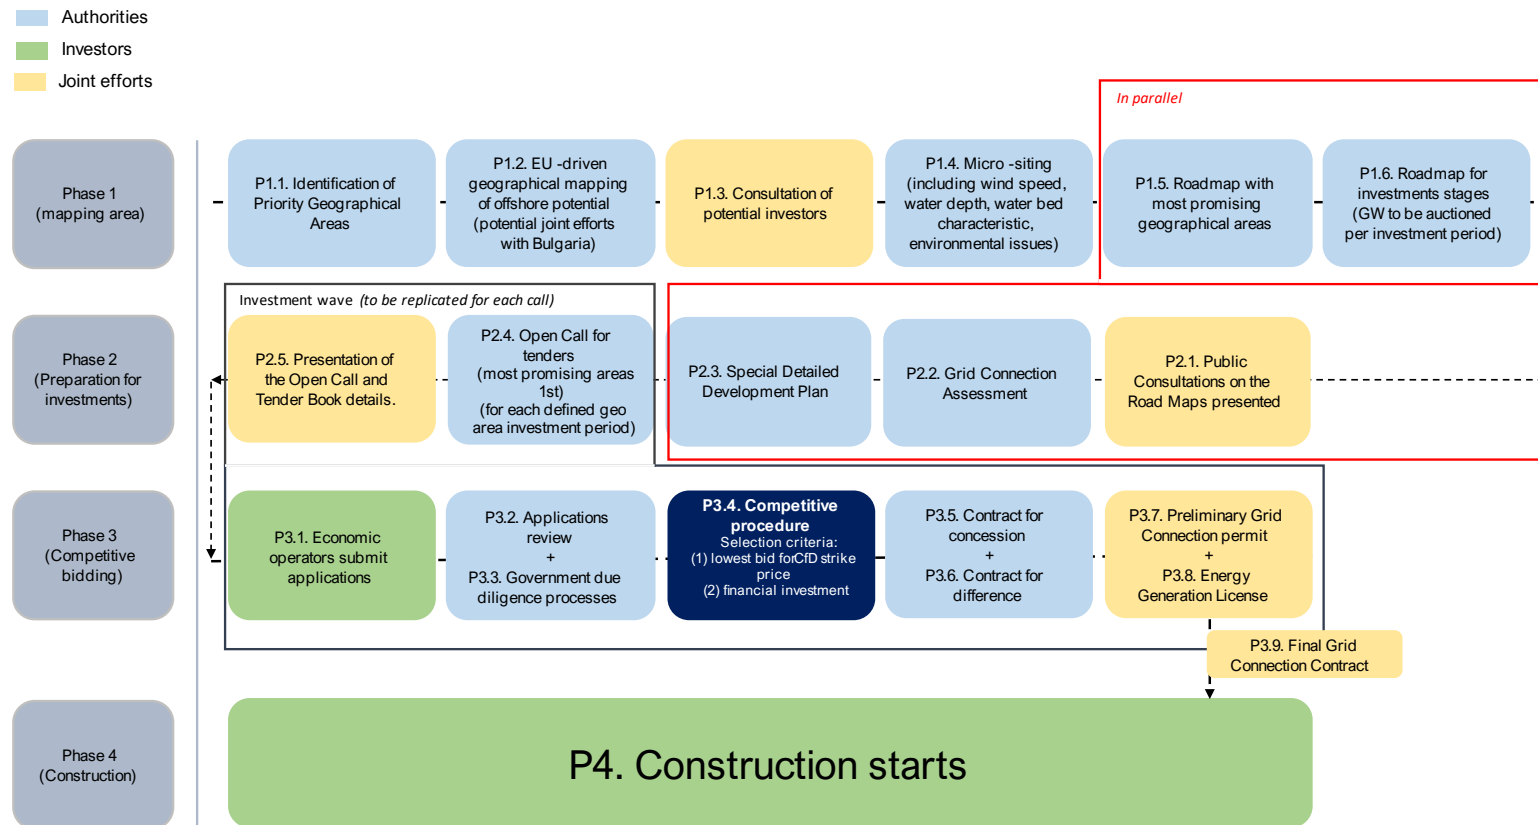 Authorities
Investors
Joint efforts
In parallel
Phase 1
(mapping area)
P1.1. Identification of
Priority Geographical
Areas
P1.2. EU -driven
geographical mapping
of offshore potential
(potential joint efforts
with Bulgaria)
P1.3. Consultation of
potential investors
P1.4. Micro -siting
(including wind speed,
water depth, water bed
characteristic,
environmental issues)
P1.5. Roadmap with
most promising
geographical areas
P1.6. Roadmap for
investments stages
(GW to be auctioned
per investment period)
Investment wave (to be replicated for each call)
Phase 2
(Preparation for
investments)
P2.5. Presentation of
the Open Call and
Tender Book details.
P2.4. Open Call for
tenders
(most promising areas
1st)
(for each defined geo
area investment period)
P2.3. Special Detailed
Development Plan
P2.2. Grid Connection
Assessment
P2.1. Public
Consultations on the
Road Maps presented
Phase 3
(Competitive
bidding)
P3.1. Economic
operators submit
applications
P3.2. Applications
review
+
P3.3. Government due
diligence processes
P3.4. Competitive
procedure
Selection criteria:
(1) lowest bid forCfD strike
price
(2) financial investment
P3.5. Contract for
concession
+
P3.6. Contract for
difference
P3.7. Preliminary Grid
Connection permit
+
P3.8. Energy
Generation License
P3.9. Final Grid
Connection Contract
Phase 4
(Construction)
P4. Construction starts